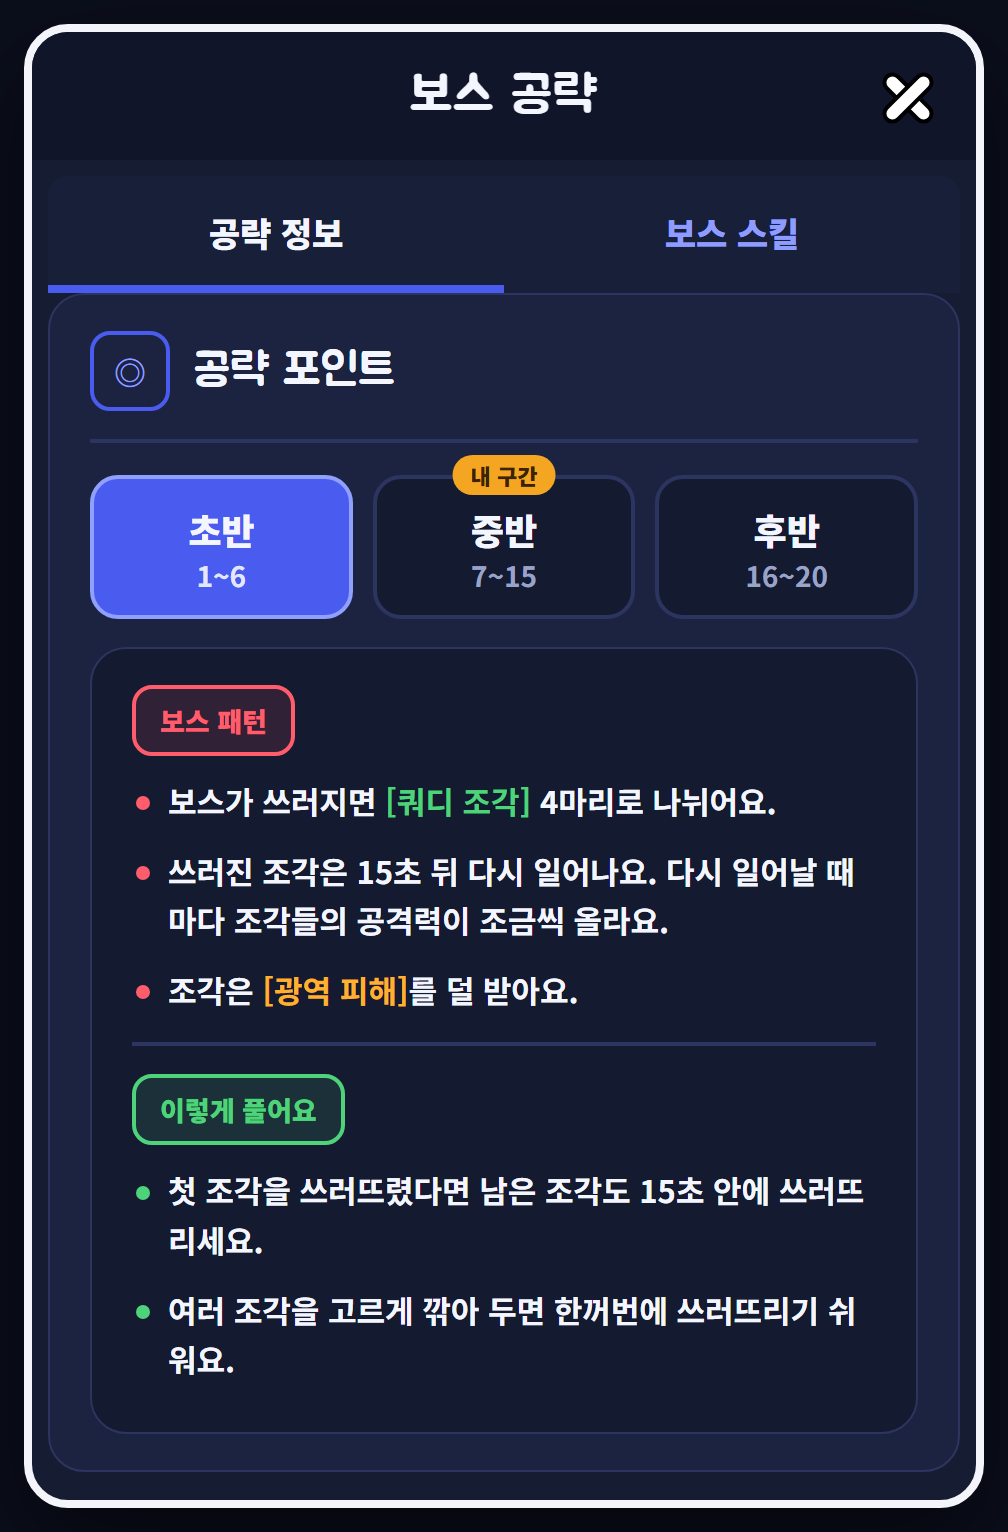 보스 공략
공략 정보
보스 스킬
공략 포인트
내 구간
초반
1~6
중반
7~15
후반
16~20
보스 패턴
보스가 쓰러지면 [쿼디 조각] 4마리로 나뉘어요.
쓰러진 조각은 15초 뒤 다시 일어나요. 다시 일어날 때
마다 조각들의 공격력이 조금씩 올라요.
조각은 [광역 피해]를 덜 받아요.
이렇게 풀어요
첫 조각을 쓰러뜨렸다면 남은 조각도 15초 안에 쓰러뜨
리세요.
여러 조각을 고르게 깎아 두면 한꺼번에 쓰러뜨리기 쉬
워요.